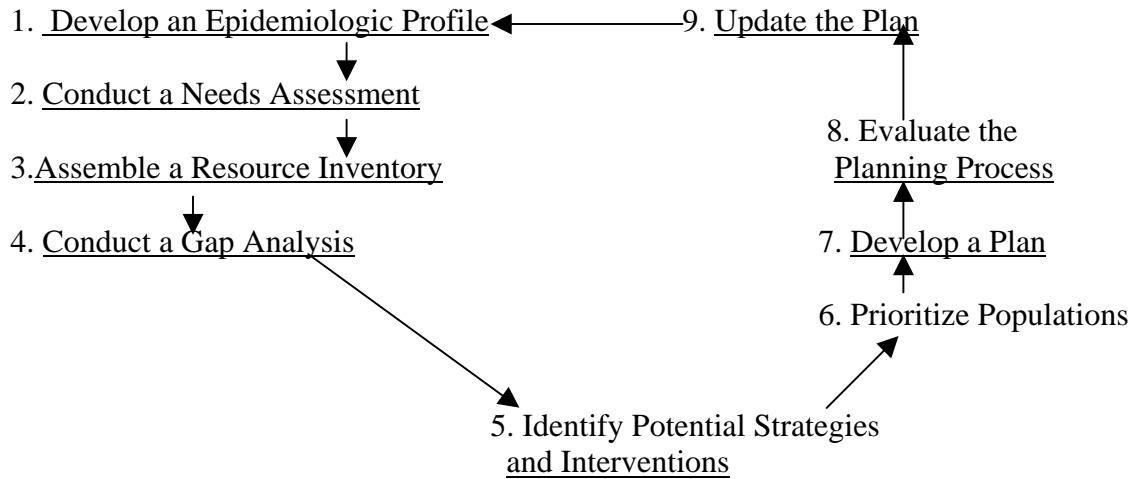 1. Develop an Epidemiologic Profile
9. Update the Plan
2. Conduct a Needs Assessment
8. Evaluate the
Planning Process
3.Assemble a Resource Inventory
4. Conduct a Gap Analysis
7. Develop a Plan
6. Prioritize Populations
5. Identify Potential Strategies
and Interventions